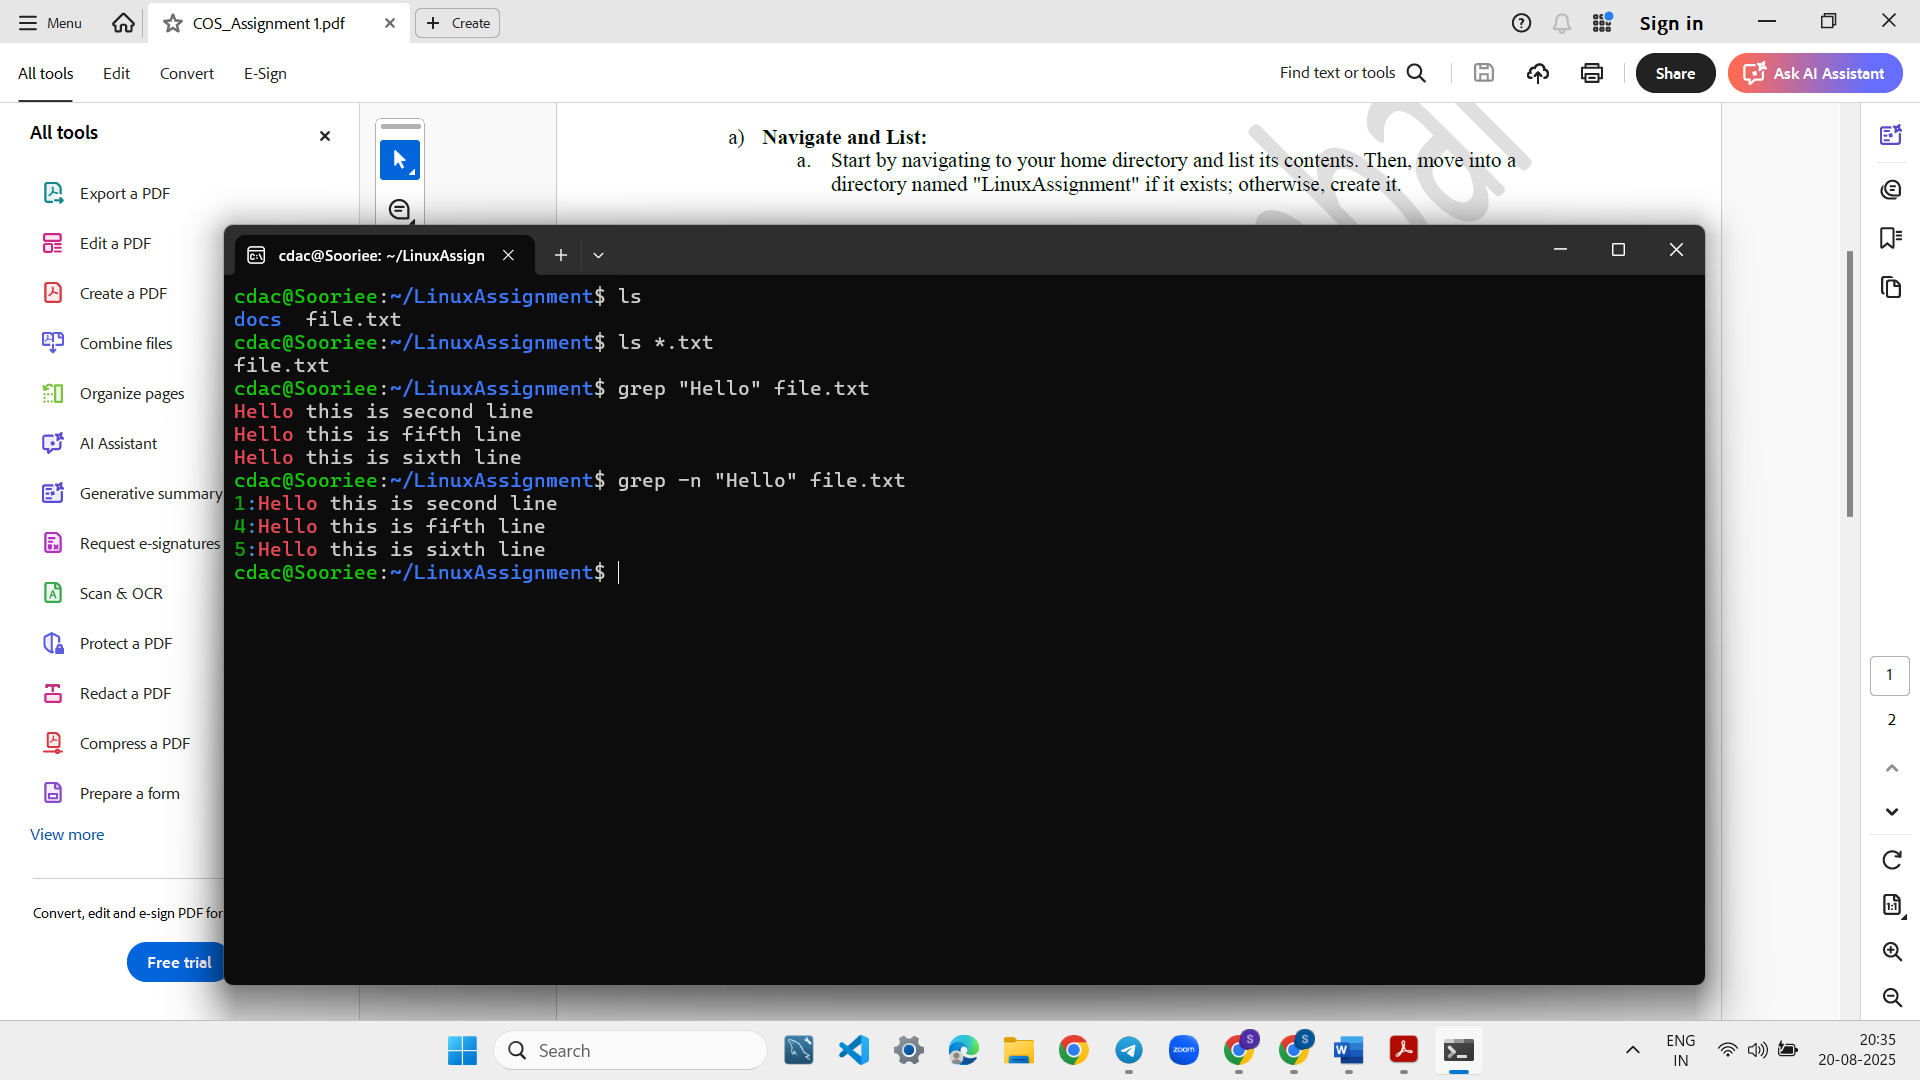 Menu
COS_Assignment 1.pdf
Create
Sign in
All tools
Edit
Convert
E-Sign
Find text or tools
Share
Ask AI Assistant
All tools
Export a PDF
Edit a PDF
Create a PDF
Combine files
Organize pages
AI Assistant
Generative summary
Request e-signatures
Scan & OCR
Protect a PDF
Redact a PDF
Compress a PDF
Prepare a form
View more
Convert, edit and e-sign PDF for
Free trial
a) Navigate and List:
a. Start by navigating to your home directory and list its contents. Then, move into a
directory named "LinuxAssignment" if it exists; otherwise, create it.
cdac@Sooriee: ~/LinuxAssign
cdac@Sooriee:~/LinuxAssignment$ ls
docs  file.txt
cdac@Sooriee:~/LinuxAssignment$ ls *.txt
file.txt
cdac@Sooriee:~/LinuxAssignment$ grep "Hello" file.txt
Hello this is second line
Hello this is fifth line
Hello this is sixth line
cdac@Sooriee:~/LinuxAssignment$ grep -n "Hello" file.txt
1:Hello this is second line
4:Hello this is fifth line
5:Hello this is sixth line
cdac@Sooriee:~/LinuxAssignment$
1
2
Search
zoom
S
S
ENG
IN
20:35
20-08-2025